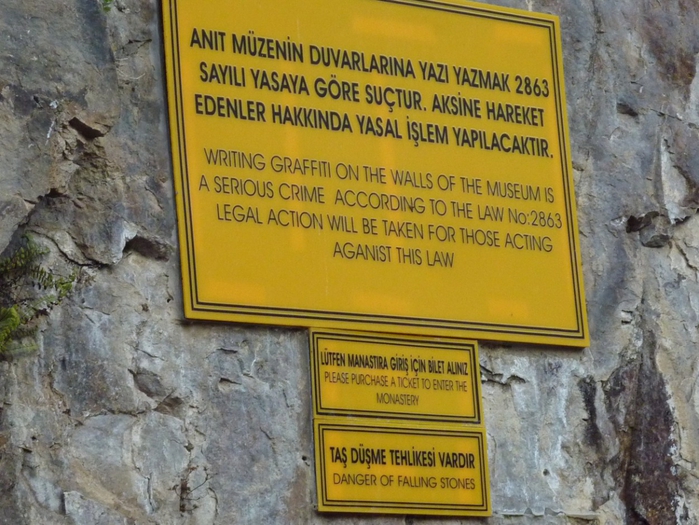 ANIT MÜZENİN DUVARLARINA YAZI YAZMAK 2863
SAYILI YASAYA GÖRE SUÇTUR. AKSİNE HAREKET
EDENLER HAKKINDA YASAL İŞLEM YAPILACAKTIR.
WRITING GRAFFITI ON THE WALLS OF THE MUSEUM IS
A SERIOUS CRIME ACCORDING TO THE LAW No:2863
LEGAL ACTION WILL BE TAKEN FOR THOSE ACTING
AGANIST THIS LAW
LÜTFEN MANASTIRA GİRİŞ İÇİN BİLET ALINIZ
PLEASE PURCHASE A TICKET TO ENTER THE
MONASTERY
TAŞ DÜŞME TEHLİKESİ VARDIR
DANGER OF FALLING STONES